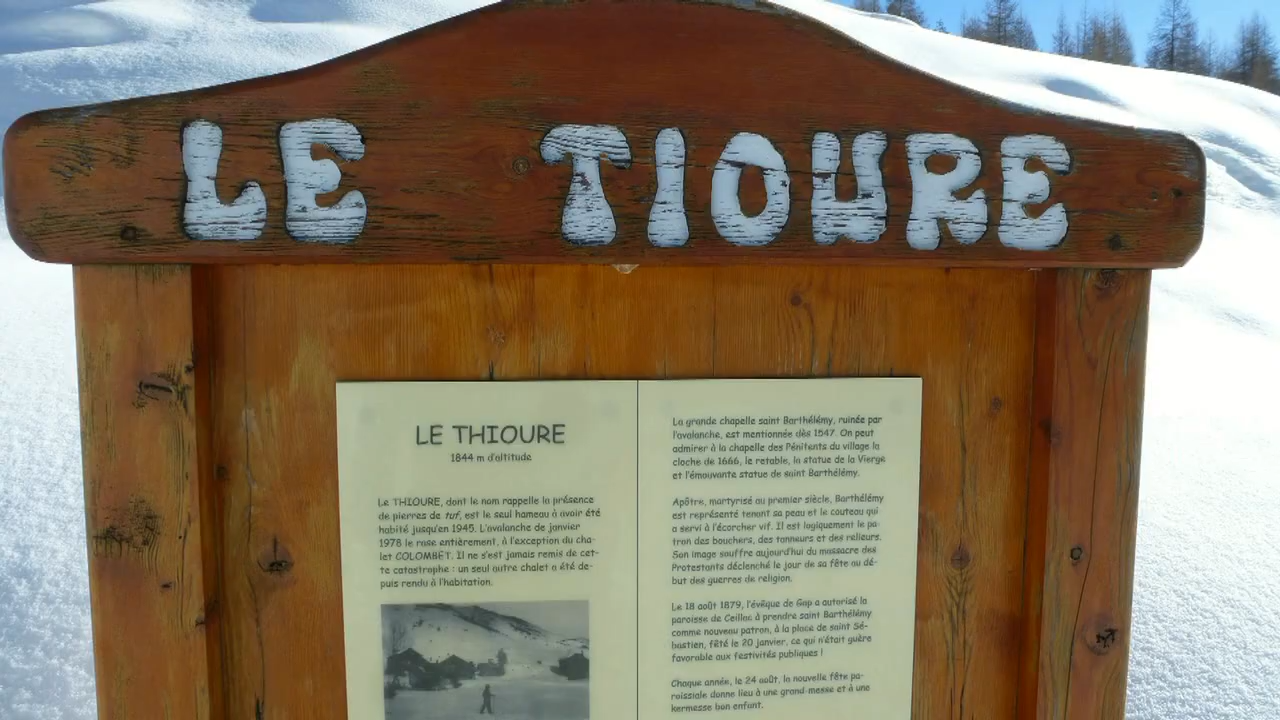 LE TIOURE
LE THIOURE
1844 m d'altitude
Le THIOURE, dont le nom rappelle la présence
de pierres de tuf, est le seul hameau à avoir été
habité jusqu'en 1945. L'avalanche de janvier
1978 le rase entièrement, à l'exception du cha-
let COLOMBET. Il ne s'est jamais remis de cet-
te catastrophe : un seul autre chalet a été de-
puis rendu à l'habitation.
La grande chapelle saint Barthélémy, ruinée par
l'avalanche, est mentionnée dès 1547. On peut
admirer à la chapelle des Pénitents du village la
cloche de 1666, le retable, la statue de la Vierge
et l'émouvante statue de saint Barthélémy.
Apôtre, martyrisé au premier siècle, Barthélémy
est représenté tenant sa peau et le couteau qui
a servi à l'écorcher vif. Il est logiquement le pa-
tron des bouchers, des tanneurs et des relieurs.
Son image souffre aujourd'hui du massacre des
Protestants déclenché le jour de sa fête au dé-
but des guerres de religion.
Le 18 août 1879, l'évêque de Gap a autorisé la
paroisse de Ceillac à prendre saint Barthélémy
comme nouveau patron, à la place de saint Sé-
bastien, fêté le 20 janvier, ce qui n'était guère
favorable aux festivités publiques !
Chaque année, le 24 août, la nouvelle fête pa-
roissiale donne lieu à une grand-messe et à une
kermesse bon enfant.